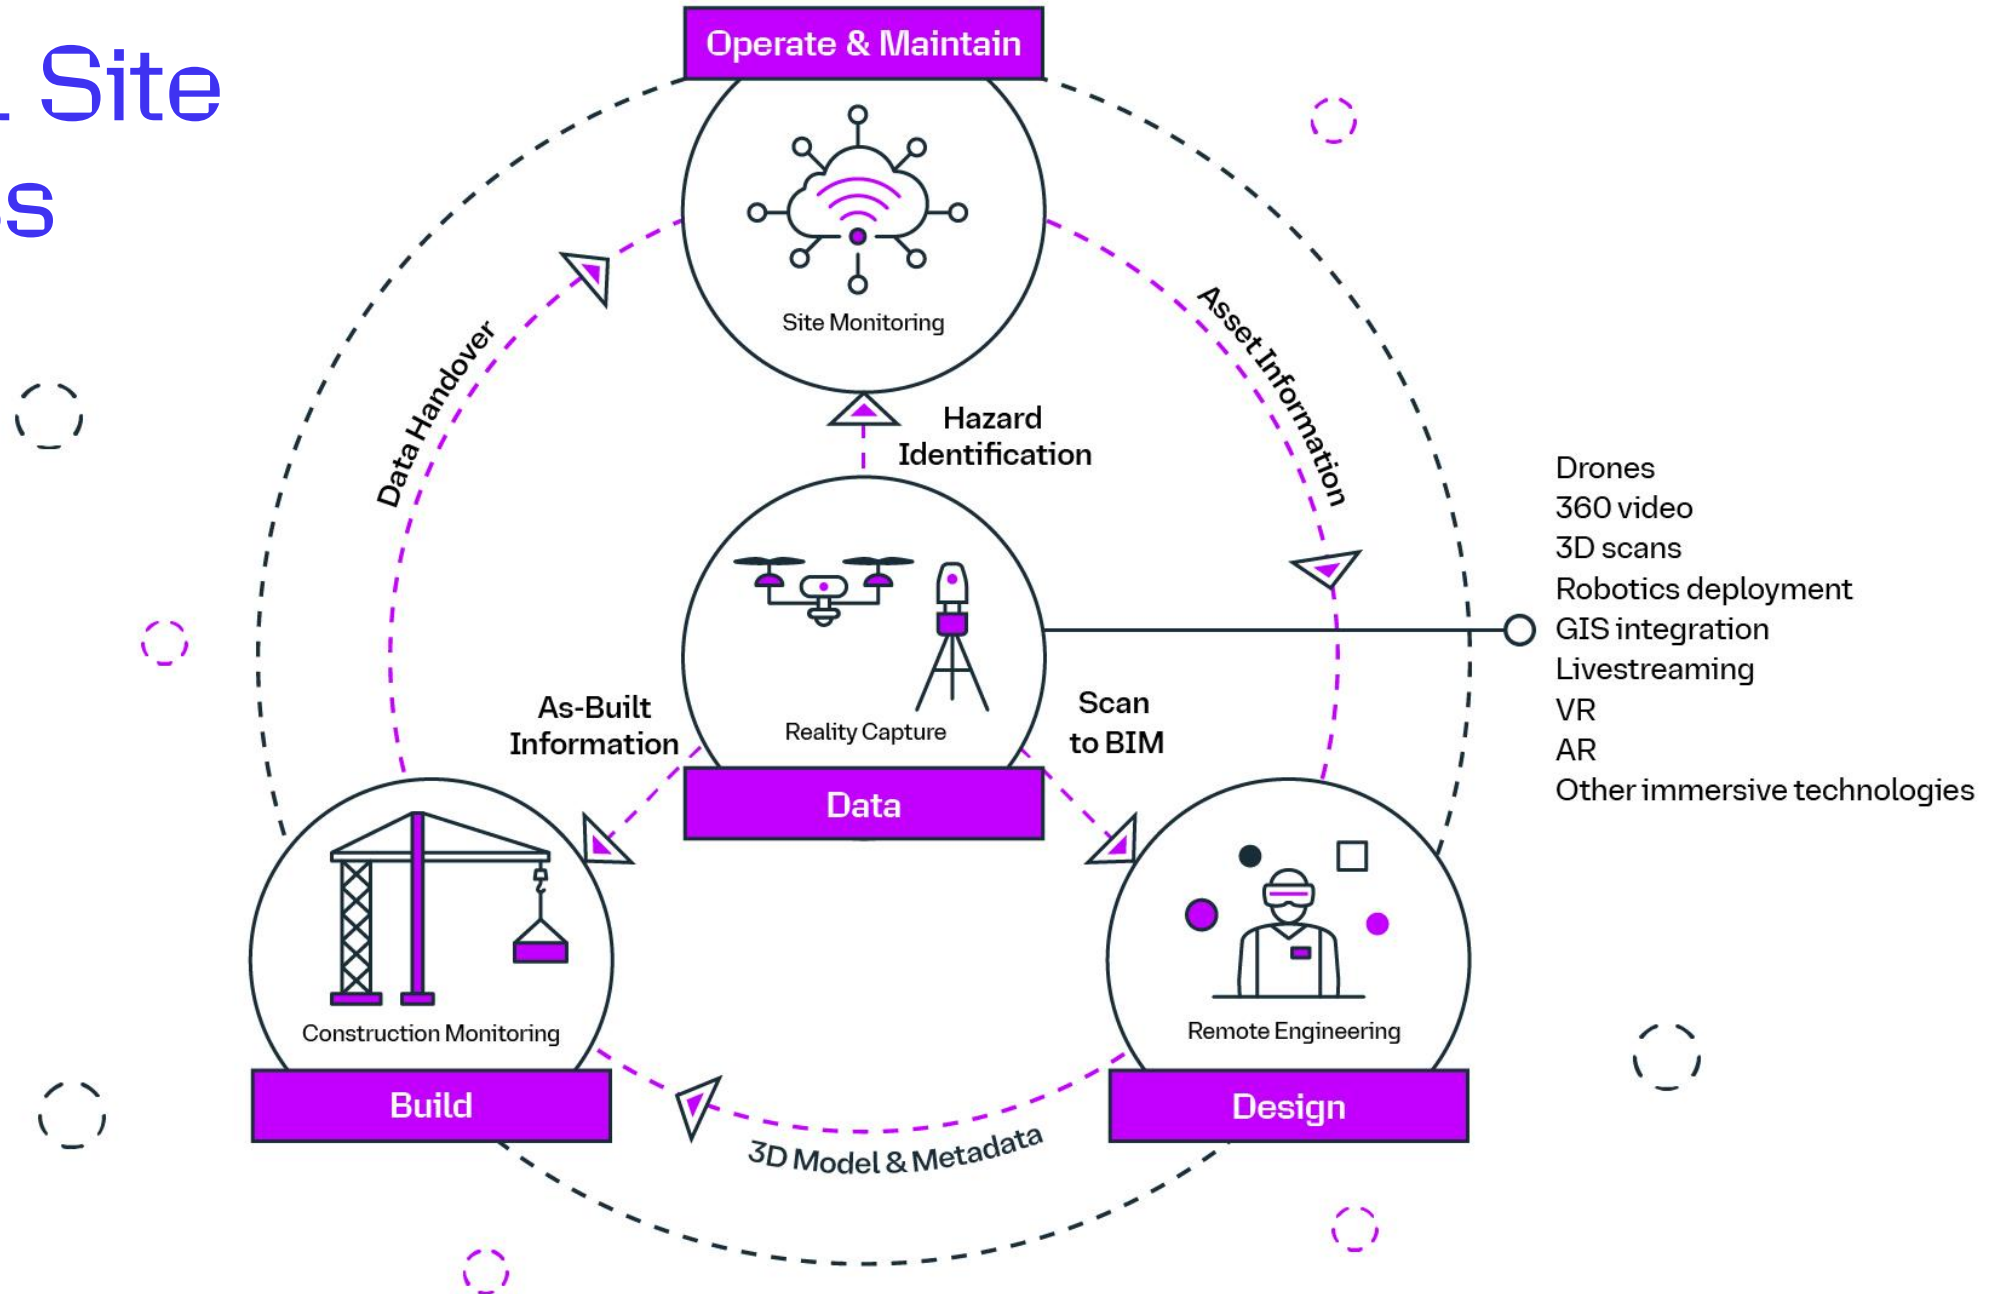 Site
Operate & Maintain
Site Monitoring
Data Handover
Asset Information
Hazard
Identification
Drones
360 video
3D scans
Robotics deployment
GIS integration
Livestreaming
VR
AR
Other immersive technologies
As-Built
Information
Reality Capture
Scan
to BIM
Data
Construction Monitoring
Remote Engineering
Build
Design
3D Model & Metadata